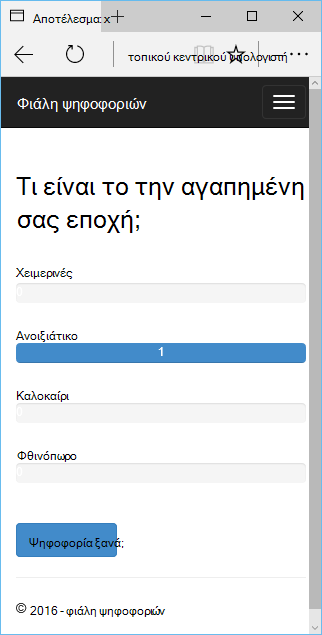 Αποτέλεσμα: x
τοπικού κεντρικού υπολογιστή
Φιάλη ψηφοφοριών
Τι είναι το την αγαπημένη
σας εποχή;
Χειμερινές
0
Ανοιξιάτικο
1
Καλοκαίρι
0
Φθινόπωρο
0
Ψηφοφορία ξανά;
© 2016 - φιάλη ψηφοφοριών